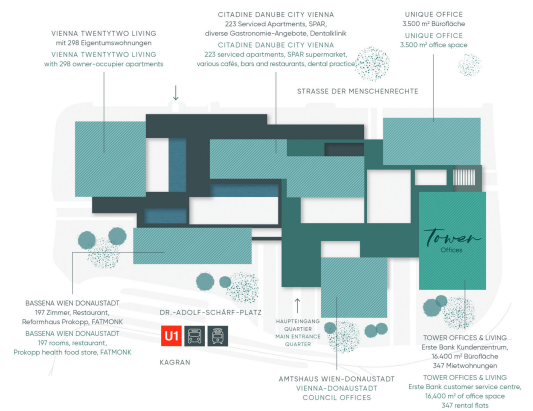 VIENNA TWENTYTWO LIVING
mit 298 Eigentumswohnungen
VIENNA TWENTYTWO LIVING
with 298 owner-occupier apartments
CITADINE DANUBE CITY VIENNA
223 Serviced Apartments, SPAR,
diverse Gastronomie-Angebote, Dentalklinik
CITADINE DANUBE CITY VIENNA
223 serviced apartments, SPAR supermarket,
various cafés, bars and restaurants, dental practice
UNIQUE OFFICE
3.500 m² Bürofläche
UNIQUE OFFICE
3.500 m² office space
STRASSE DER MENSCHENRECHTE
Tower
Offices
BASSENA WIEN DONAUSTADT
197 Zimmer, Restaurant,
Reformhaus Prokopp, FATMONK
BASSENA WIEN DONAUSTADT
197 rooms, restaurant,
Prokopp health food store, FATMONK
DR.-ADOLF-SCHÄRF-PLATZ
U1
KAGRAN
HAUPTEINGANG
QUARTIER
MAIN ENTRANCE
QUARTER
AMTSHAUS WIEN-DONAUSTADT
VIENNA-DONAUSTADT
COUNCIL OFFICES
TOWER OFFICES & LIVING
Erste Bank Kundenzentrum,
16.400 m² Bürofläche
347 Mietwohnungen
TOWER OFFICES & LIVING
Erste Bank customer service centre,
16,400 m² of office space
347 rental flats